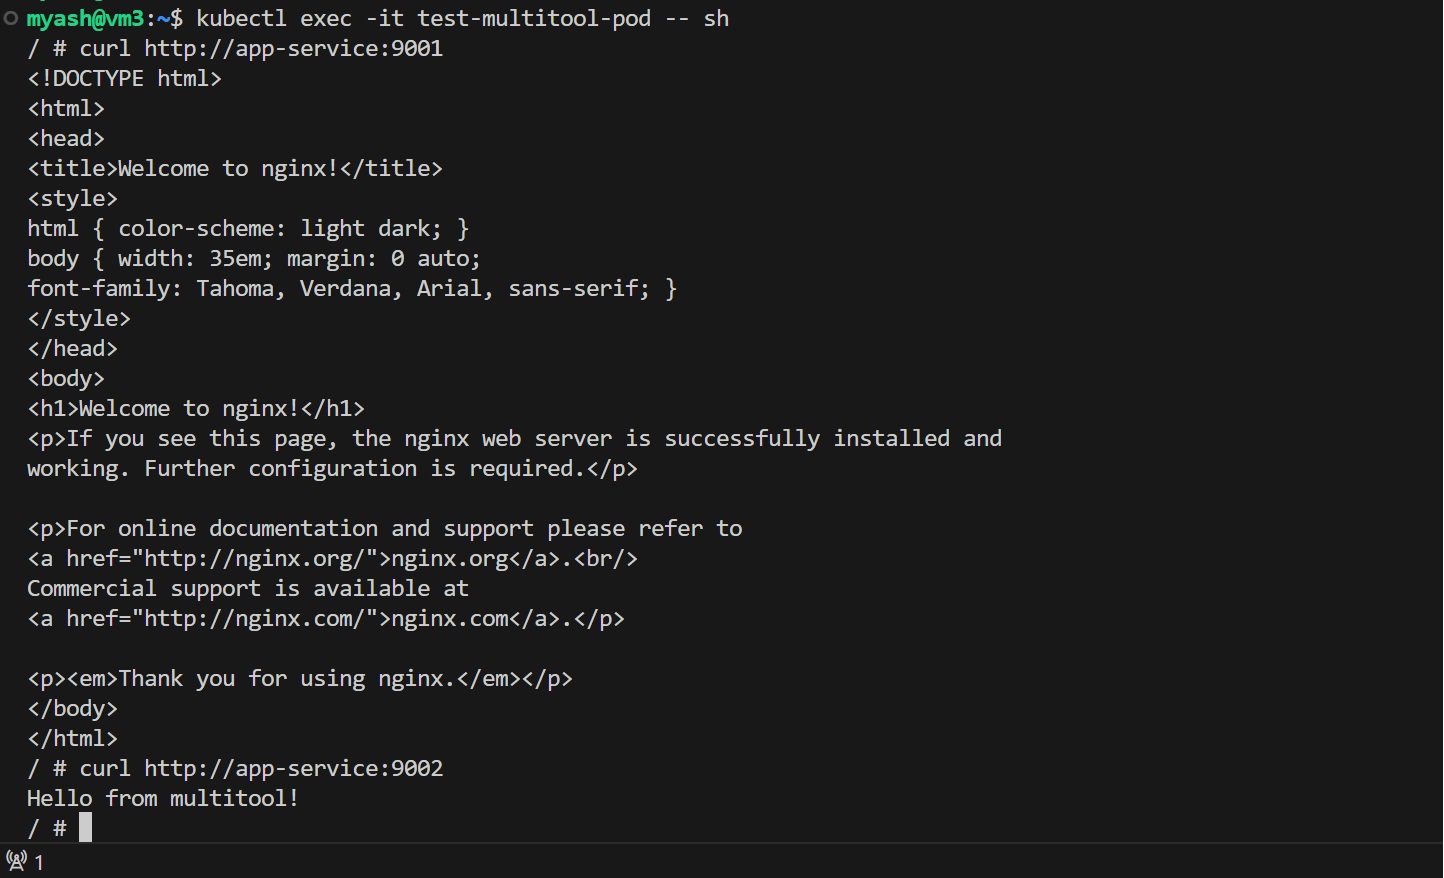 myash@vm3:~$ kubectl exec -it test-multitool-pod -- sh
/ # curl http://app-service:9001
<!DOCTYPE html>
<html>
<head>
<title>Welcome to nginx!</title>
<style>
html { color-scheme: light dark; }
body { width: 35em; margin: 0 auto;
font-family: Tahoma, Verdana, Arial, sans-serif; }
</style>
</head>
<body>
<h1>Welcome to nginx!</h1>
<p>If you see this page, the nginx web server is successfully installed and
working. Further configuration is required.</p>

<p>For online documentation and support please refer to
<a href="http://nginx.org/">nginx.org</a>.<br/>
Commercial support is available at
<a href="http://nginx.com/">nginx.com</a>.</p>

<p><em>Thank you for using nginx.</em></p>
</body>
</html>
/ # curl http://app-service:9002
Hello from multitool!
/ #
1